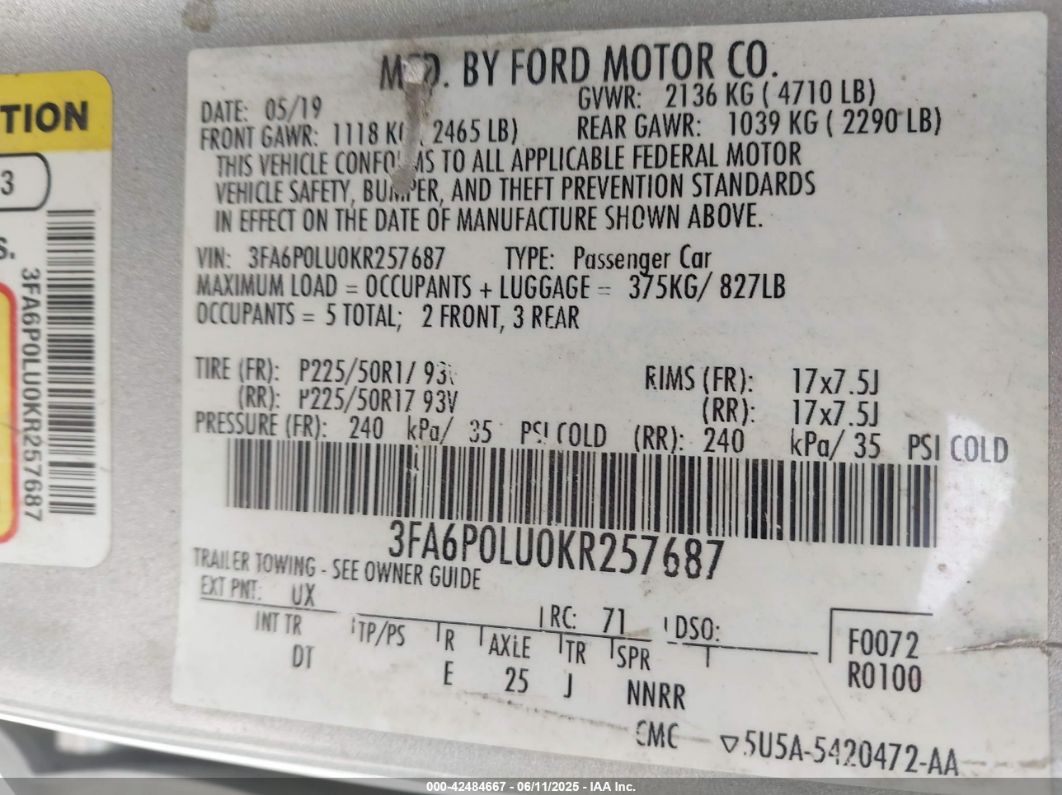 TION
3
S.
3FA6P0LU0KR257687
MFD. BY FORD MOTOR CO.
DATE: 05/19
GVWR: 2136 KG ( 4710 LB)
FRONT GAWR: 1118 KG ( 2465 LB)
REAR GAWR: 1039 KG ( 2290 LB)
THIS VEHICLE CONFORMS TO ALL APPLICABLE FEDERAL MOTOR
VEHICLE SAFETY, BUMPER, AND THEFT PREVENTION STANDARDS
IN EFFECT ON THE DATE OF MANUFACTURE SHOWN ABOVE.
VIN: 3FA6P0LU0KR257687 TYPE: Passenger Car
MAXIMUM LOAD = OCCUPANTS + LUGGAGE = 375KG/ 827LB
OCCUPANTS = 5 TOTAL; 2 FRONT, 3 REAR
TIRE (FR): P225/50R17 93V RIMS (FR): 17x7.5J
(RR): P225/50R17 93V (RR): 17x7.5J
PRESSURE (FR): 240 kPa/ 35 PSI COLD (RR): 240 kPa/ 35 PSI COLD
3FA6P0LU0KR257687
TRAILER TOWING - SEE OWNER GUIDE
EXT PNT: UX RC: 71 DSO:
INT TR TP/PS R AXLE TR SPR
DT E 25 J NNRR
F0072
R0100
CMC ▽5U5A-5420472-AA
000-42484667 - 06/11/2025 - IAA Inc.